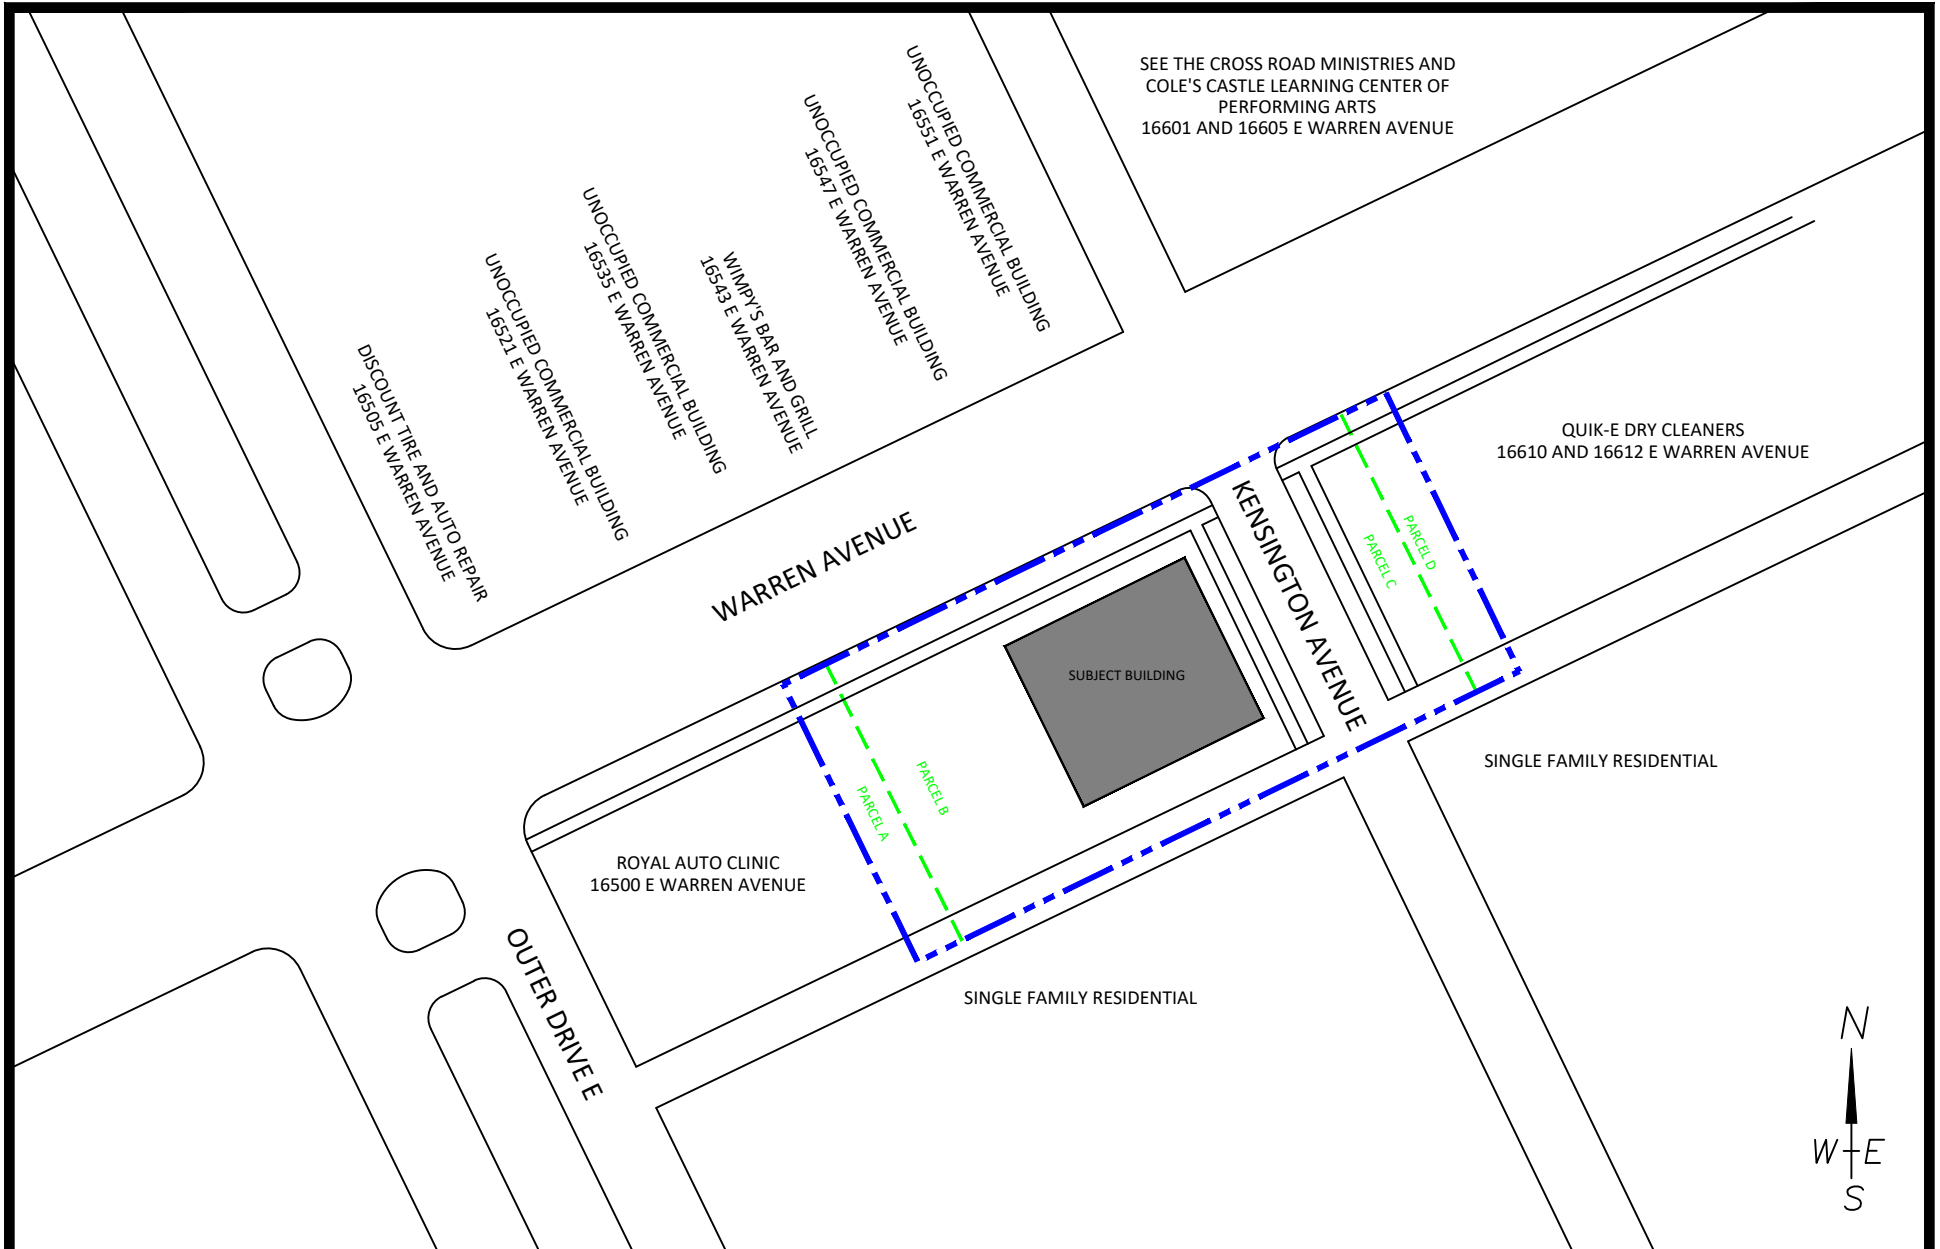 SEE THE CROSS ROAD MINISTRIES AND
COLE'S CASTLE LEARNING CENTER OF
PERFORMING ARTS
16601 AND 16605 E WARREN AVENUE
UNOCCUPIED COMMERCIAL BUILDING
16551 E WARREN AVENUE
UNOCCUPIED COMMERCIAL BUILDING
16547 E WARREN AVENUE
WIMPY'S BAR AND GRILL
16543 E WARREN AVENUE
UNOCCUPIED COMMERCIAL BUILDING
16535 E WARREN AVENUE
UNOCCUPIED COMMERCIAL BUILDING
16521 E WARREN AVENUE
DISCOUNT TIRE AND AUTO REPAIR
16505 E WARREN AVENUE
WARREN AVENUE
KENSINGTON AVENUE
QUIK-E DRY CLEANERS
16610 AND 16612 E WARREN AVENUE
PARCEL D
PARCEL C
SUBJECT BUILDING
PARCEL B
PARCEL A
SINGLE FAMILY RESIDENTIAL
ROYAL AUTO CLINIC
16500 E WARREN AVENUE
OUTER DRIVE E
SINGLE FAMILY RESIDENTIAL
N
W E
S